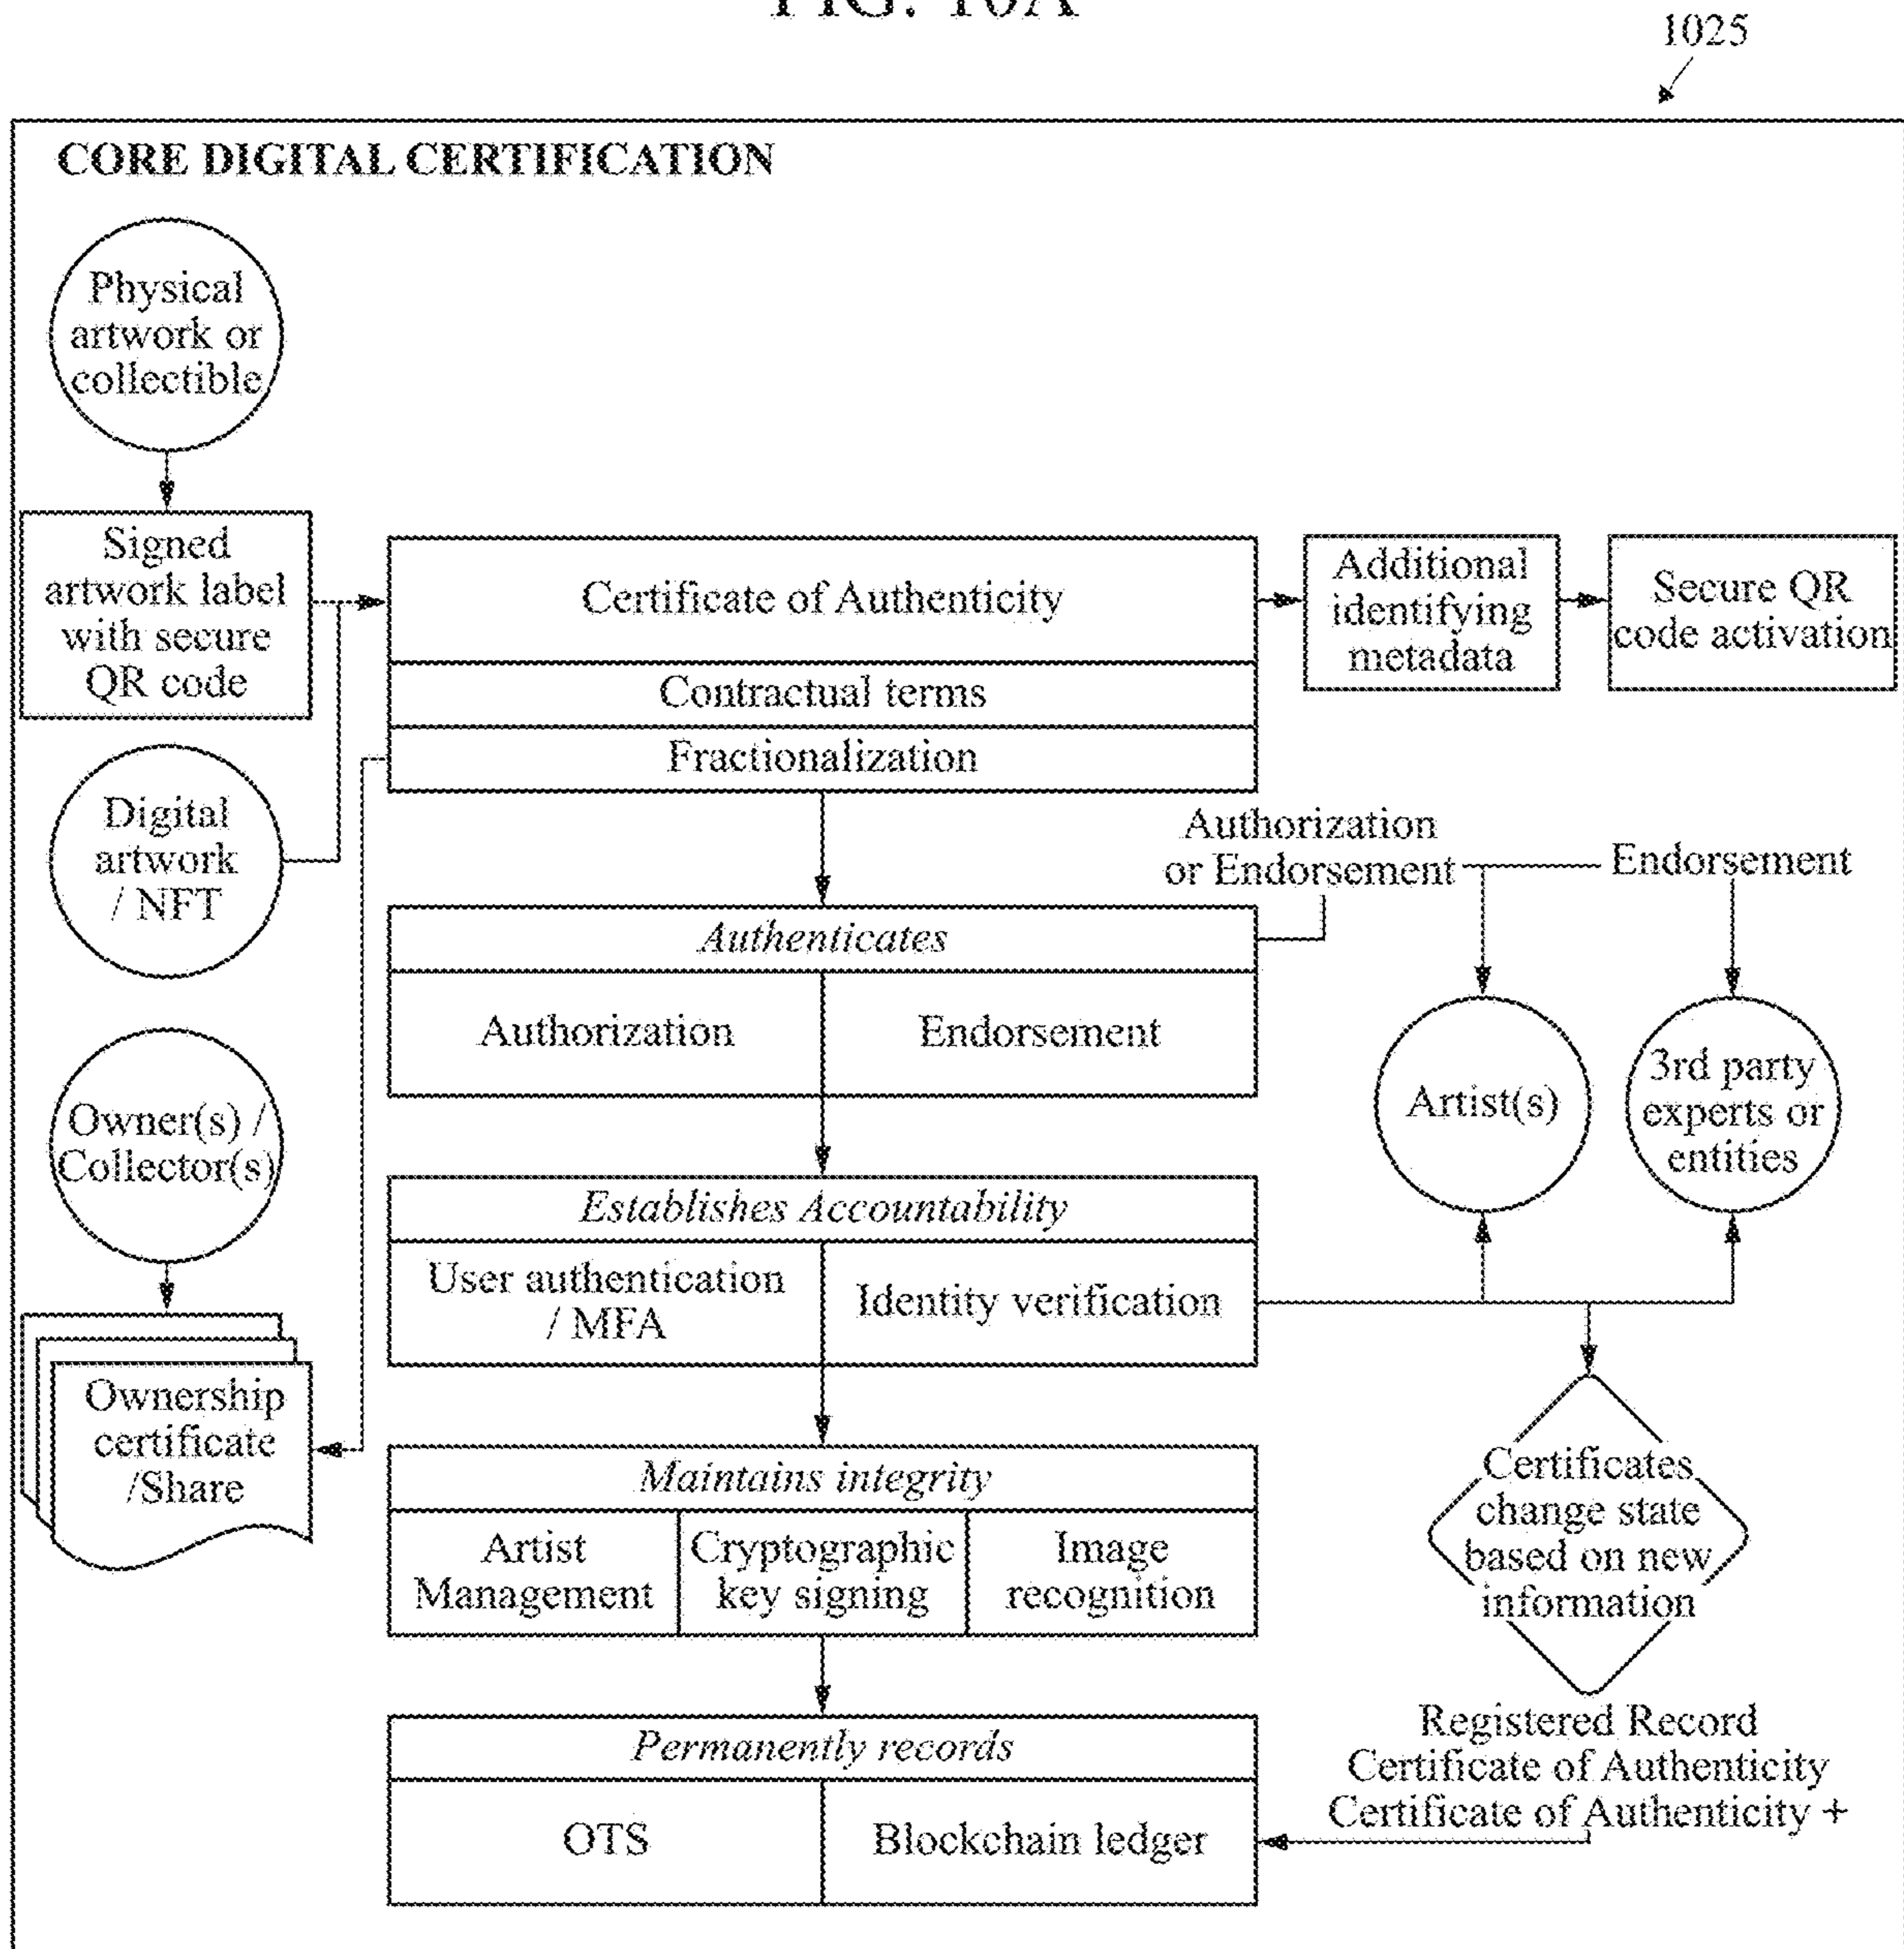 FIG. 10A
1025
CORE DIGITAL CERTIFICATION
Physical
artwork or
collectible
Signed
artwork label
with secure
QR code
Certificate of Authenticity
Contractual terms
Fractionalization
Additional
identifying
metadata
Secure QR
code activation
Digital
artwork
/ NFT
Authorization
or Endorsement
Endorsement
Authenticates
Authorization
Endorsement
Artist(s)
3rd party
experts or
entities
Owner(s) /
Collector(s)
Establishes Accountability
User authentication
/ MFA
Identity verification
Ownership
certificate
/Share
Maintains integrity
Artist
Management
Cryptographic
key signing
Image
recognition
Certificates
change state
based on new
information
Permanently records
OTS
Blockchain ledger
Registered Record
Certificate of Authenticity
Certificate of Authenticity +